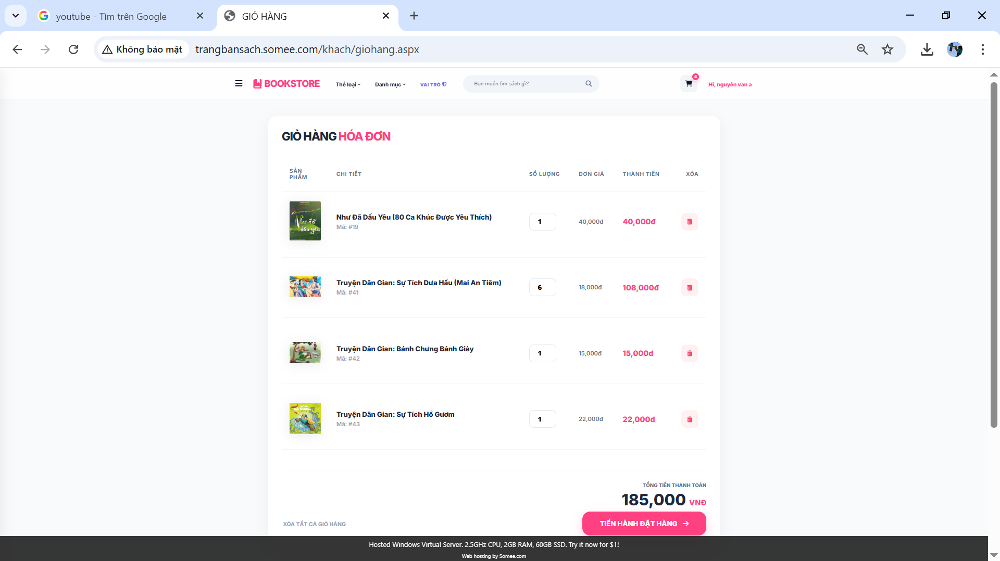 youtube - Tìm trên Google
GIỎ HÀNG
Không bảo mật
trangbansach.somee.com/khach/giohang.aspx
BOOKSTORE
Thể loại
Danh mục
VAI TRÒ
Bạn muốn tìm sách gì?
4
Hi, nguyên van a
GIỎ HÀNG HÓA ĐƠN
SẢN PHẨM
CHI TIẾT
SỐ LƯỢNG
ĐƠN GIÁ
THÀNH TIỀN
XÓA
Như đã dấu yêu
Như Đã Dấu Yêu (80 Ca Khúc Được Yêu Thích)
Mã: #19
1
40,000đ
40,000đ
Truyện Dân Gian: Sự Tích Dưa Hấu (Mai An Tiêm)
Mã: #41
6
18,000đ
108,000đ
Truyện Dân Gian: Bánh Chưng Bánh Giày
Mã: #42
1
15,000đ
15,000đ
Truyện Dân Gian: Sự Tích Hồ Gươm
Mã: #43
1
22,000đ
22,000đ
TỔNG TIỀN THANH TOÁN
185,000 VNĐ
XÓA TẤT CẢ GIỎ HÀNG
TIẾN HÀNH ĐẶT HÀNG
Hosted Windows Virtual Server. 2.5GHz CPU, 2GB RAM, 60GB SSD. Try it now for $1!
Web hosting by Somee.com